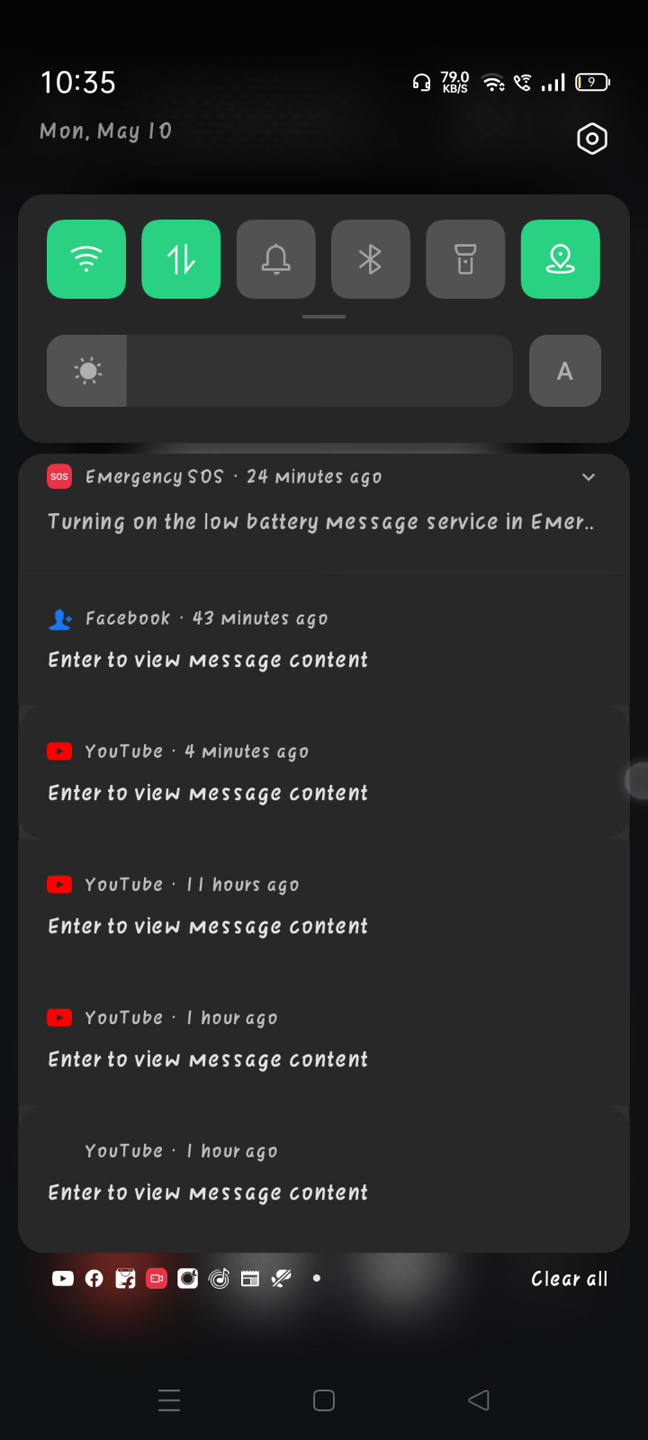 10:35
79.0
KB/S
9
Mon, May 10
A
SOS Emergency SOS · 24 minutes ago
Turning on the low battery message service in Emer..
Facebook · 43 minutes ago
Enter to view message content
YouTube · 4 minutes ago
Enter to view message content
YouTube · 11 hours ago
Enter to view message content
YouTube · 1 hour ago
Enter to view message content
YouTube · 1 hour ago
Enter to view message content
Clear all